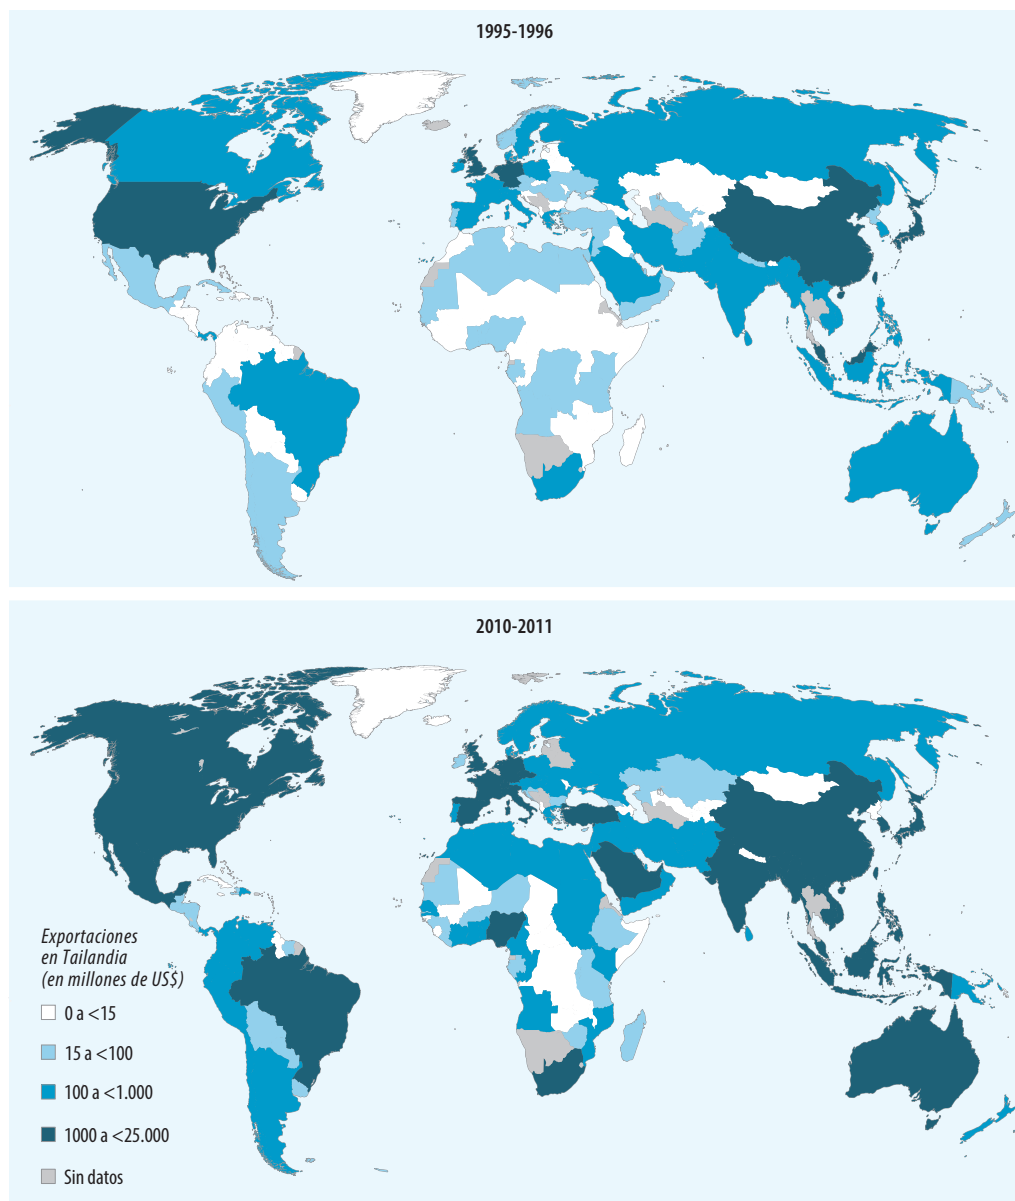 1995-1996
2010-2011
Exportaciones
en Tailandia
(en millones de US$)
0 a <15
15 a <100
100 a <1.000
1000 a <25.000
Sin datos